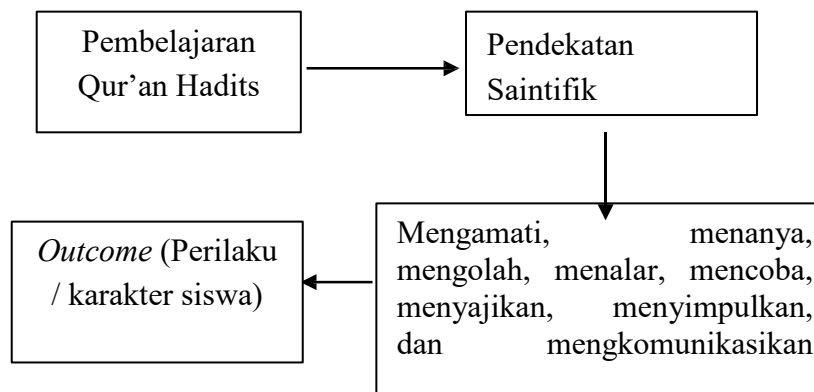 Pembelajaran
Qur’an Hadits
Pendekatan
Saintifik
Mengamati, menanya,
mengolah, menalar, mencoba,
menyajikan, menyimpulkan,
dan mengkomunikasikan
Outcome (Perilaku
/ karakter siswa)